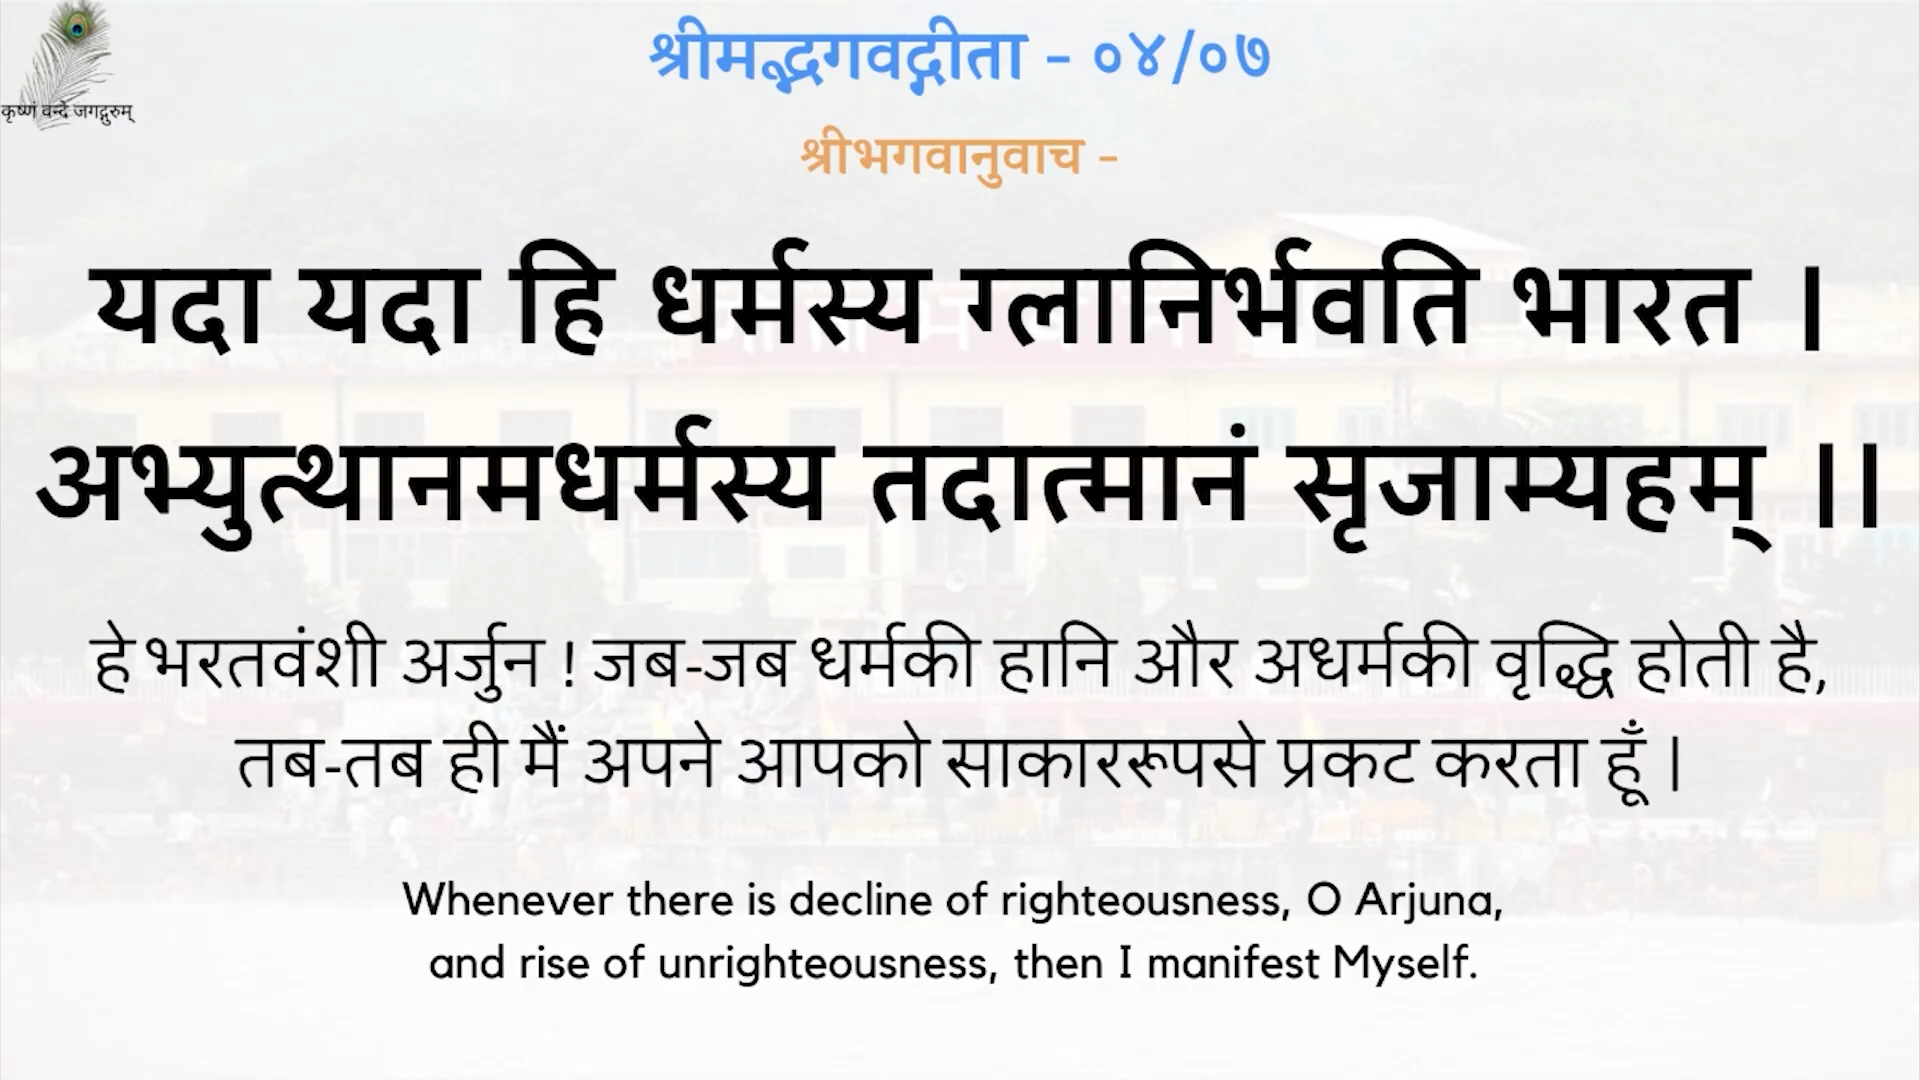 कृष्णं वन्दे जगद्गुरुम्
श्रीमद्भगवद्गीता - ०४/०७
श्रीभगवानुवाच -
यदा यदा हि धर्मस्य ग्लानिर्भवति भारत ।
अभ्युत्थानमधर्मस्य तदात्मानं सृजाम्यहम् ।।
हे भरतवंशी अर्जुन ! जब-जब धर्मकी हानि और अधर्मकी वृद्धि होती है,
तब-तब ही मैं अपने आपको साकाररूपसे प्रकट करता हूँ |
Whenever there is decline of righteousness, O Arjuna,
and rise of unrighteousness, then I manifest Myself.